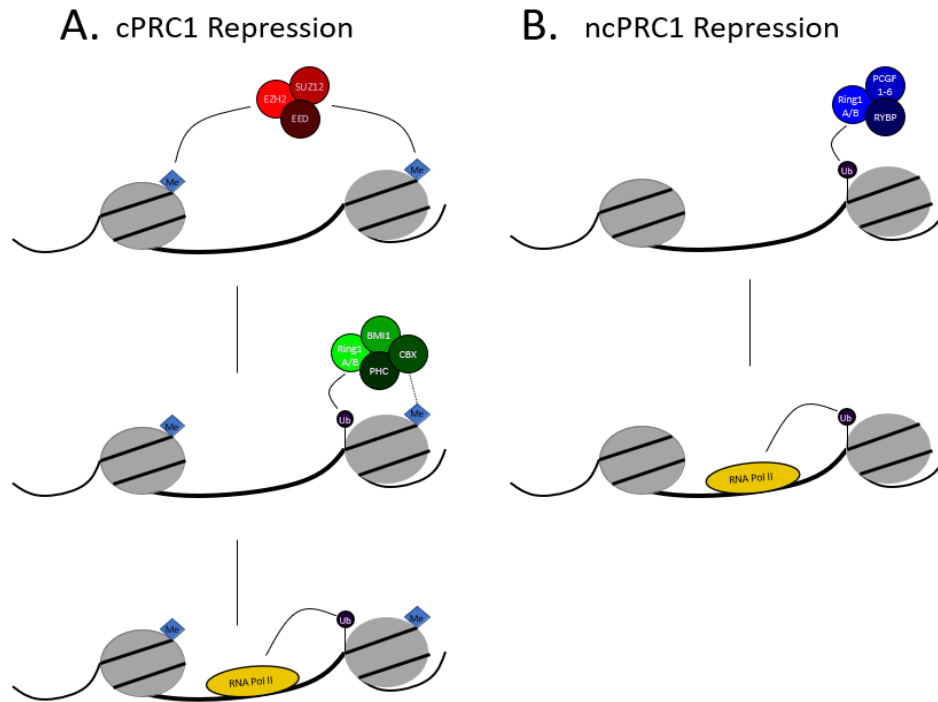 A. cPRC1 Repression
SUZ12
EZH2
EED
Me
Me
BMI1
Ring1
A/B
CBX
PHC
Me
Ub
Me
Me
Ub
Me
RNA Pol II
B. ncPRC1 Repression
PCGF
1-6
Ring1
A/B
RYBP
Ub
Ub
RNA Pol II